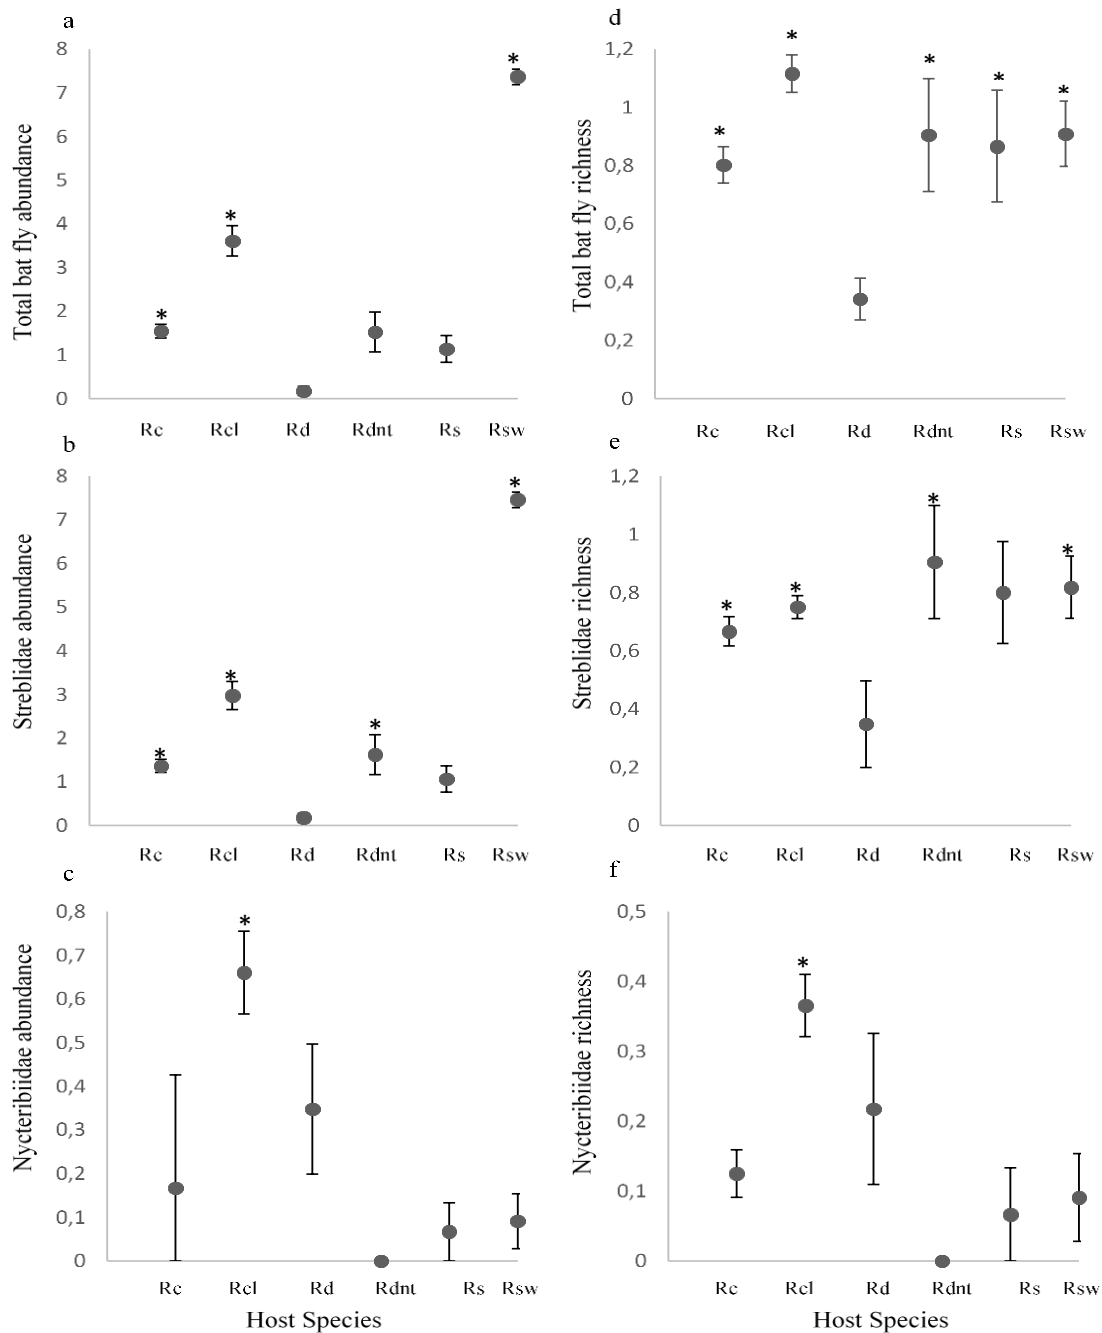 a
Total bat fly abundance
8
7
6
5
4
3
2
1
0
* * *
Rc Rcl Rd Rdnt Rs Rsw
d
Total bat fly richness
1,2
1
0,8
0,6
0,4
0,2
0
* * * * *
Rc Rcl Rd Rdnt Rs Rsw
b
Streblidae abundance
8
7
6
5
4
3
2
1
0
* * * *
Rc Rcl Rd Rdnt Rs Rsw
e
Streblidae richness
1,2
1
0,8
0,6
0,4
0,2
0
* * * *
Rc Rcl Rd Rdnt Rs Rsw
c
Nycteribiidae abundance
0,8
0,7
0,6
0,5
0,4
0,3
0,2
0,1
0
*
Rc Rcl Rd Rdnt Rs Rsw
Host Species
f
Nycteribiidae richness
0,5
0,4
0,3
0,2
0,1
0
*
Rc Rcl Rd Rdnt Rs Rsw
Host Species